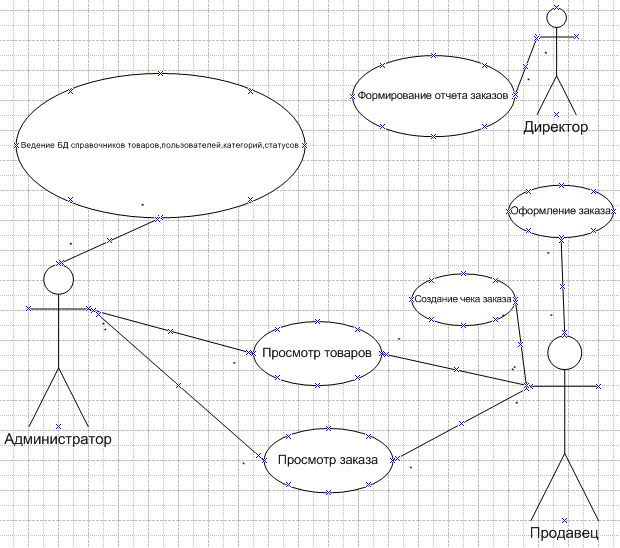 Формирование отчета заказов
Директор
Ведение БД справочников товаров,пользователей,категорий,статусов
Оформление заказа
Создание чека заказа
Просмотр товаров
Администратор
Просмотр заказа
Продавец